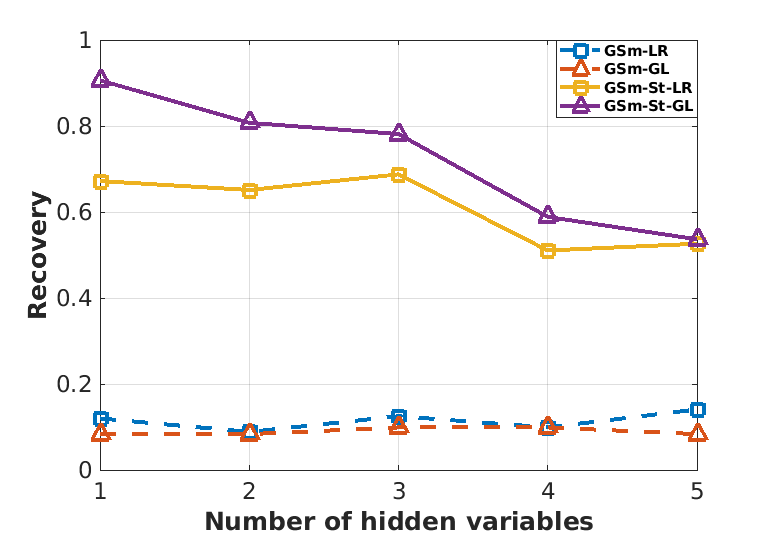 1
0.8
0.6
0.4
0.2
0
Recovery
GSm-LR
GSm-GL
GSm-St-LR
GSm-St-GL
1 2 3 4 5
Number of hidden variables